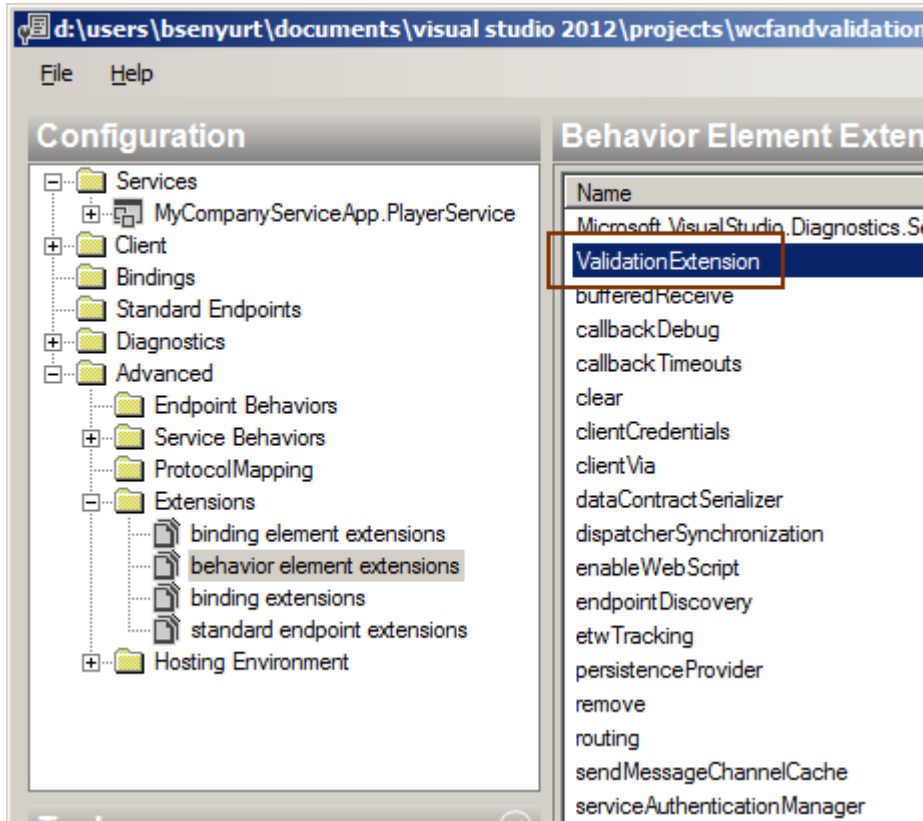 d:\users\bsenyurt\documents\visual studio 2012\projects\wcfandvalidation
File Help
Configuration
Services
MyCompanyServiceApp.PlayerService
Client
Bindings
Standard Endpoints
Diagnostics
Advanced
Endpoint Behaviors
Service Behaviors
ProtocolMapping
Extensions
binding element extensions
behavior element extensions
binding extensions
standard endpoint extensions
Hosting Environment
Behavior Element Exten
Name
Microsoft.VisualStudio.Diagnostics.Se
ValidationExtension
bufferedReceive
callbackDebug
callbackTimeouts
clear
clientCredentials
clientVia
dataContractSerializer
dispatcherSynchronization
enableWebScript
endpointDiscovery
etwTracking
persistenceProvider
remove
routing
sendMessageChannelCache
serviceAuthenticationManager